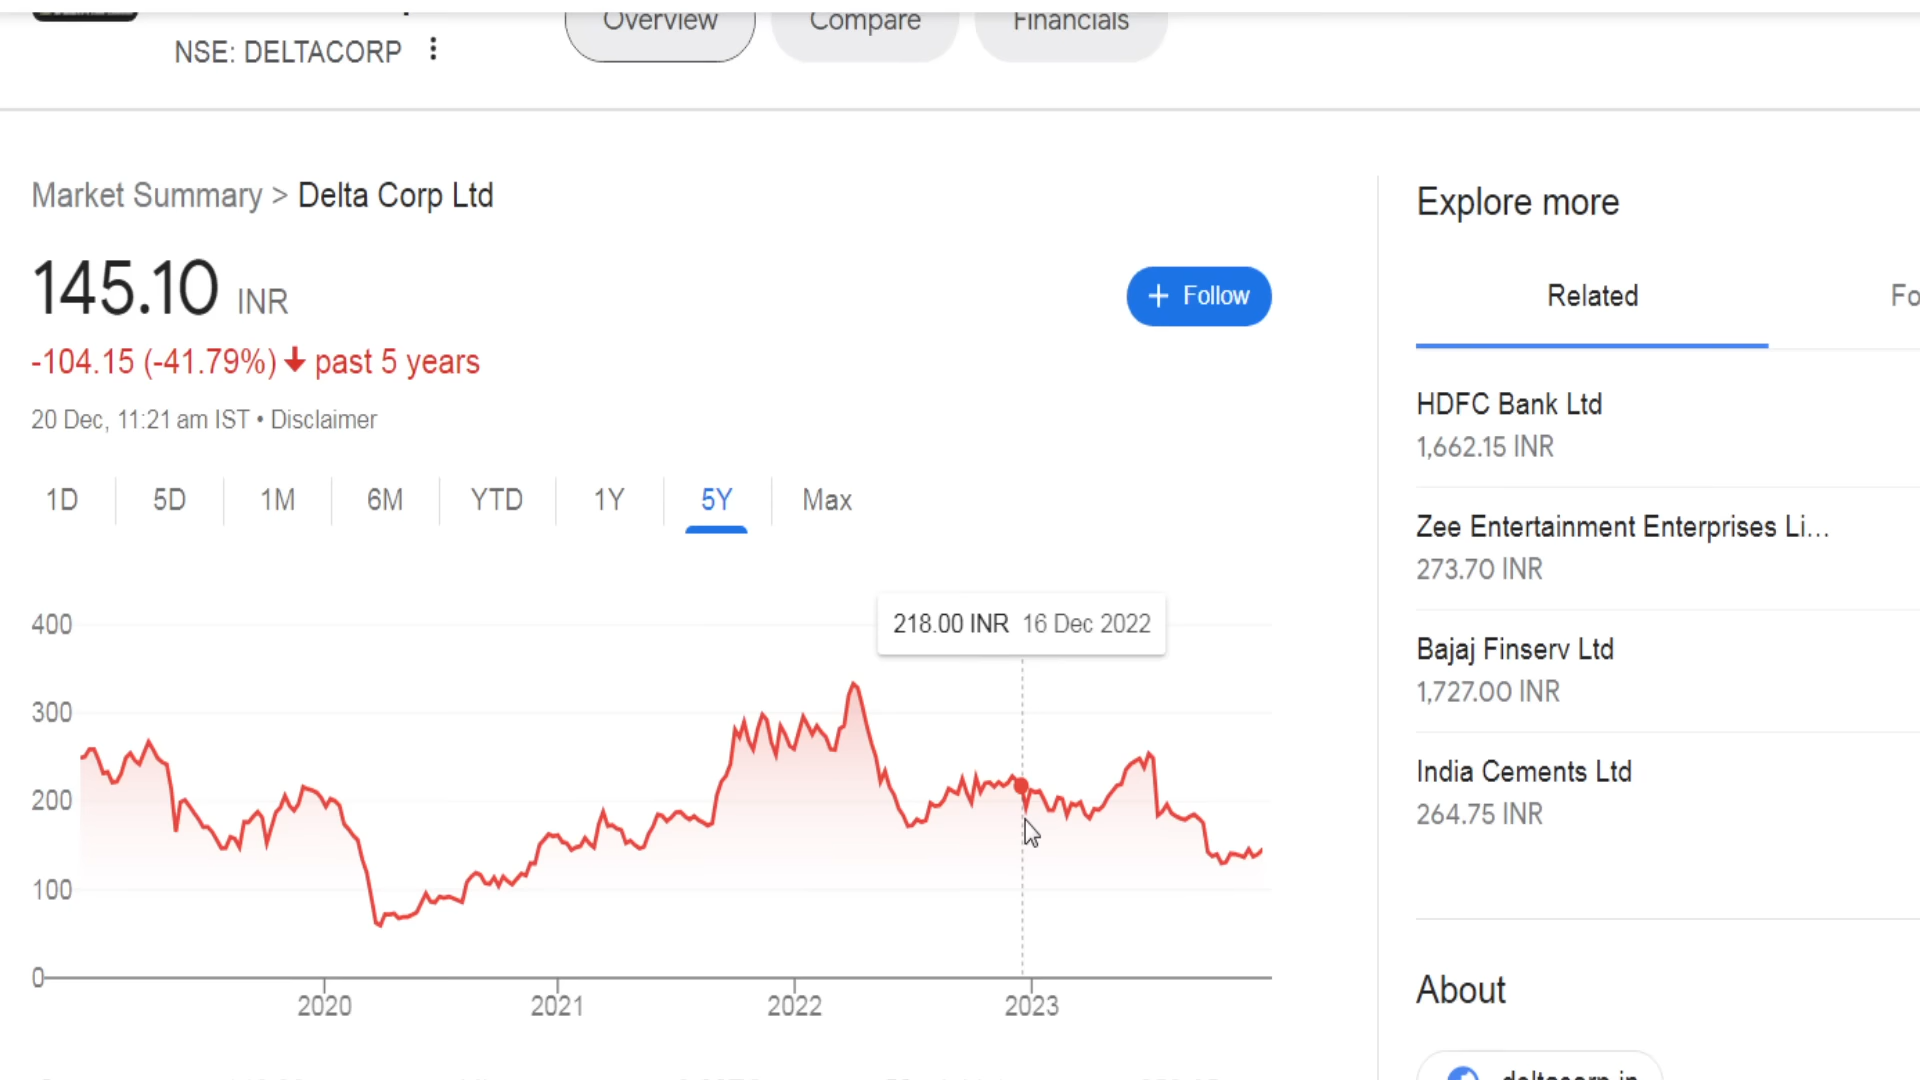 Overview
Compare
Financials
NSE: DELTACORP
Market Summary > Delta Corp Ltd
145.10 INR
+ Follow
-104.15 (-41.79%) past 5 years
20 Dec, 11:21 am IST • Disclaimer
1D 5D 1M 6M YTD 1Y 5Y Max
218.00 INR 16 Dec 2022
400
300
200
100
0
2020 2021 2022 2023
Explore more
Related
Fo
HDFC Bank Ltd
1,662.15 INR
Zee Entertainment Enterprises Li...
273.70 INR
Bajaj Finserv Ltd
1,727.00 INR
India Cements Ltd
264.75 INR
About
deltacorp.in